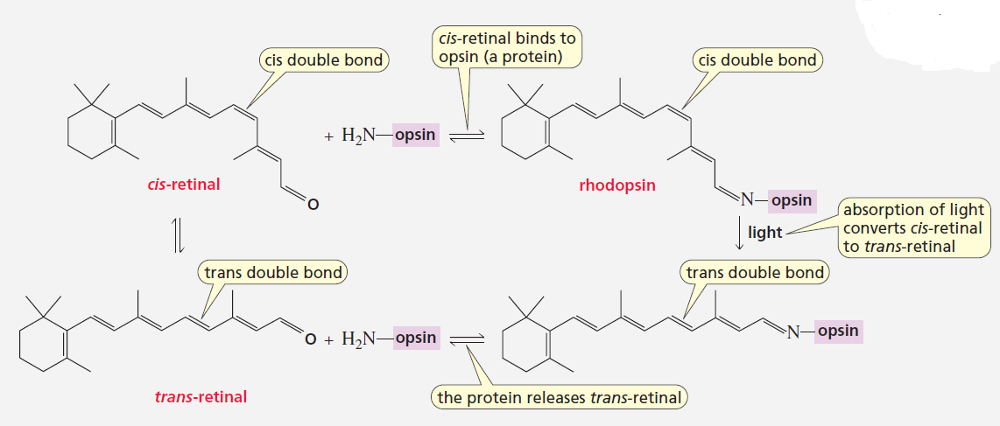 cis-retinal binds to
opsin (a protein)
cis double bond
cis double bond
+ H₂N—opsin
cis-retinal
rhodopsin
O
N—opsin
absorption of light
converts cis-retinal
to trans-retinal
light
trans double bond
trans double bond
O + H₂N—opsin
N—opsin
trans-retinal
the protein releases trans-retinal